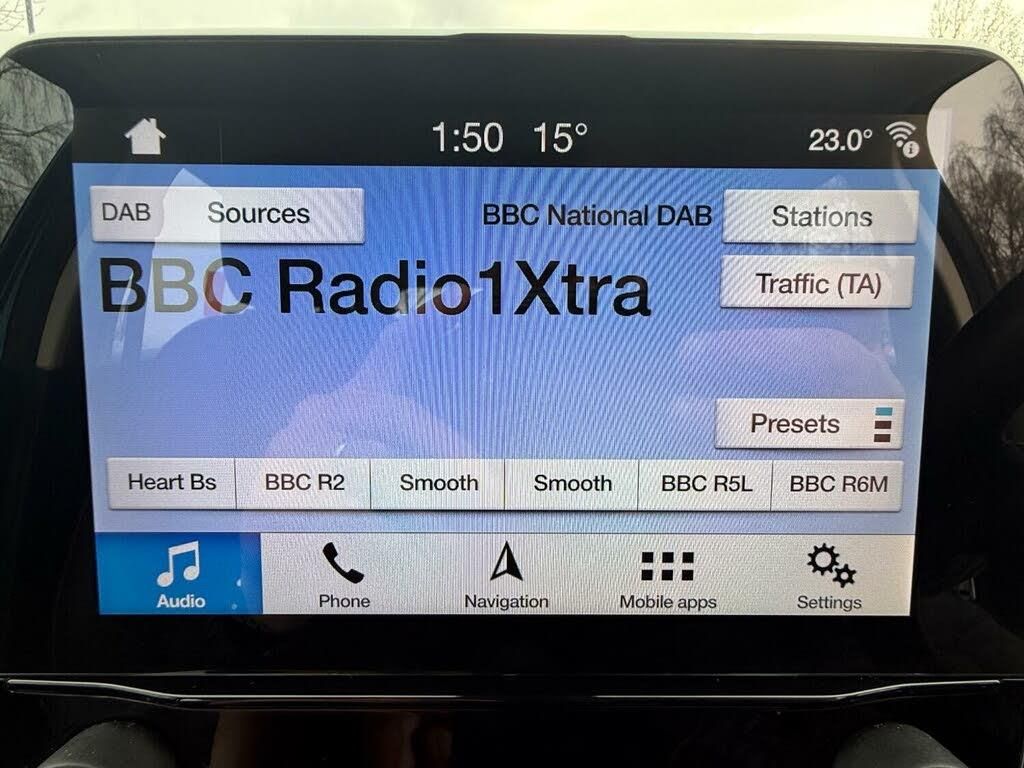 1:50 15° 23.0°
DAB Sources BBC National DAB Stations
BBC Radio1Xtra
Traffic (TA)
Presets
Heart Bs BBC R2 Smooth Smooth BBC R5L BBC R6M
Audio Phone Navigation Mobile apps Settings